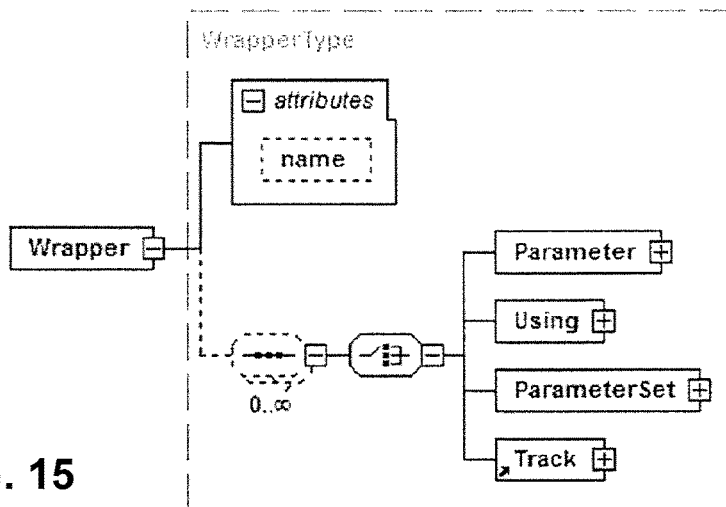 WrapperType
attributes
name
Wrapper
Parameter
Using
0..∞
ParameterSet
Track
. 15